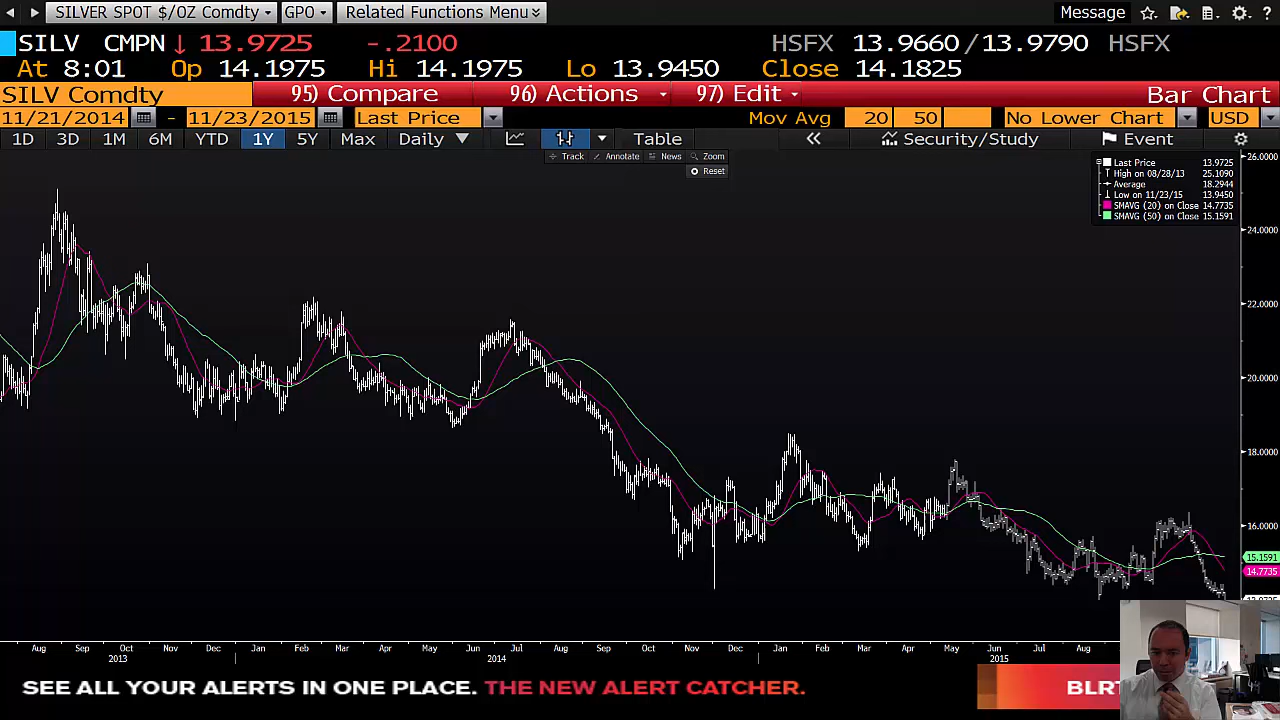 SILVER SPOT $/OZ Comdty GPO Related Functions Menu Message
SILV CMPN 13.9725 -.2100 HSFX 13.9660/13.9790 HSFX
At 8:01 Op 14.1975 Hi 14.1975 Lo 13.9450 Close 14.1825
SILV Comdty 95) Compare 96) Actions 97) Edit Bar Chart
11/21/2014 - 11/23/2015 Last Price Mov Avg 20 50 No Lower Chart USD
1D 3D 1M 6M YTD 1Y 5Y Max Daily Table Security/Study Event
Track Annotate News Zoom
Reset
Last Price 13.9725
High on 08/28/13 25.1090
Average 18.2944
Low on 11/23/15 13.9450
SMAVG (20) on Close 14.7735
SMAVG (50) on Close 15.1591
26.0000
24.0000
22.0000
20.0000
18.0000
16.0000
15.1591
14.7735
Aug Sep Oct Nov Dec Jan Feb Mar Apr May Jun Jul Aug Sep Oct Nov Dec Jan Feb Mar Apr May Jun Jul Aug
2013 2014 2015
SEE ALL YOUR ALERTS IN ONE PLACE. THE NEW ALERT CATCHER. BLRT